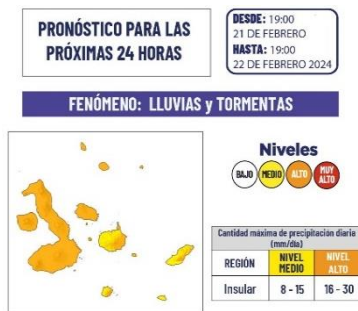 PRONÓSTICO PARA LAS
PRÓXIMAS 24 HORAS
DESDE: 19:00
21 DE FEBRERO
HASTA: 19:00
22 DE FEBRERO 2024
FENÓMENO: LLUVIAS y TORMENTAS
Niveles
BAJO MEDIO ALTO MUY ALTO
Cantidad máxima de precipitación diaria
(mm/día)
REGIÓN NIVEL MEDIO NIVEL ALTO
Insular 8 - 15 16 - 30